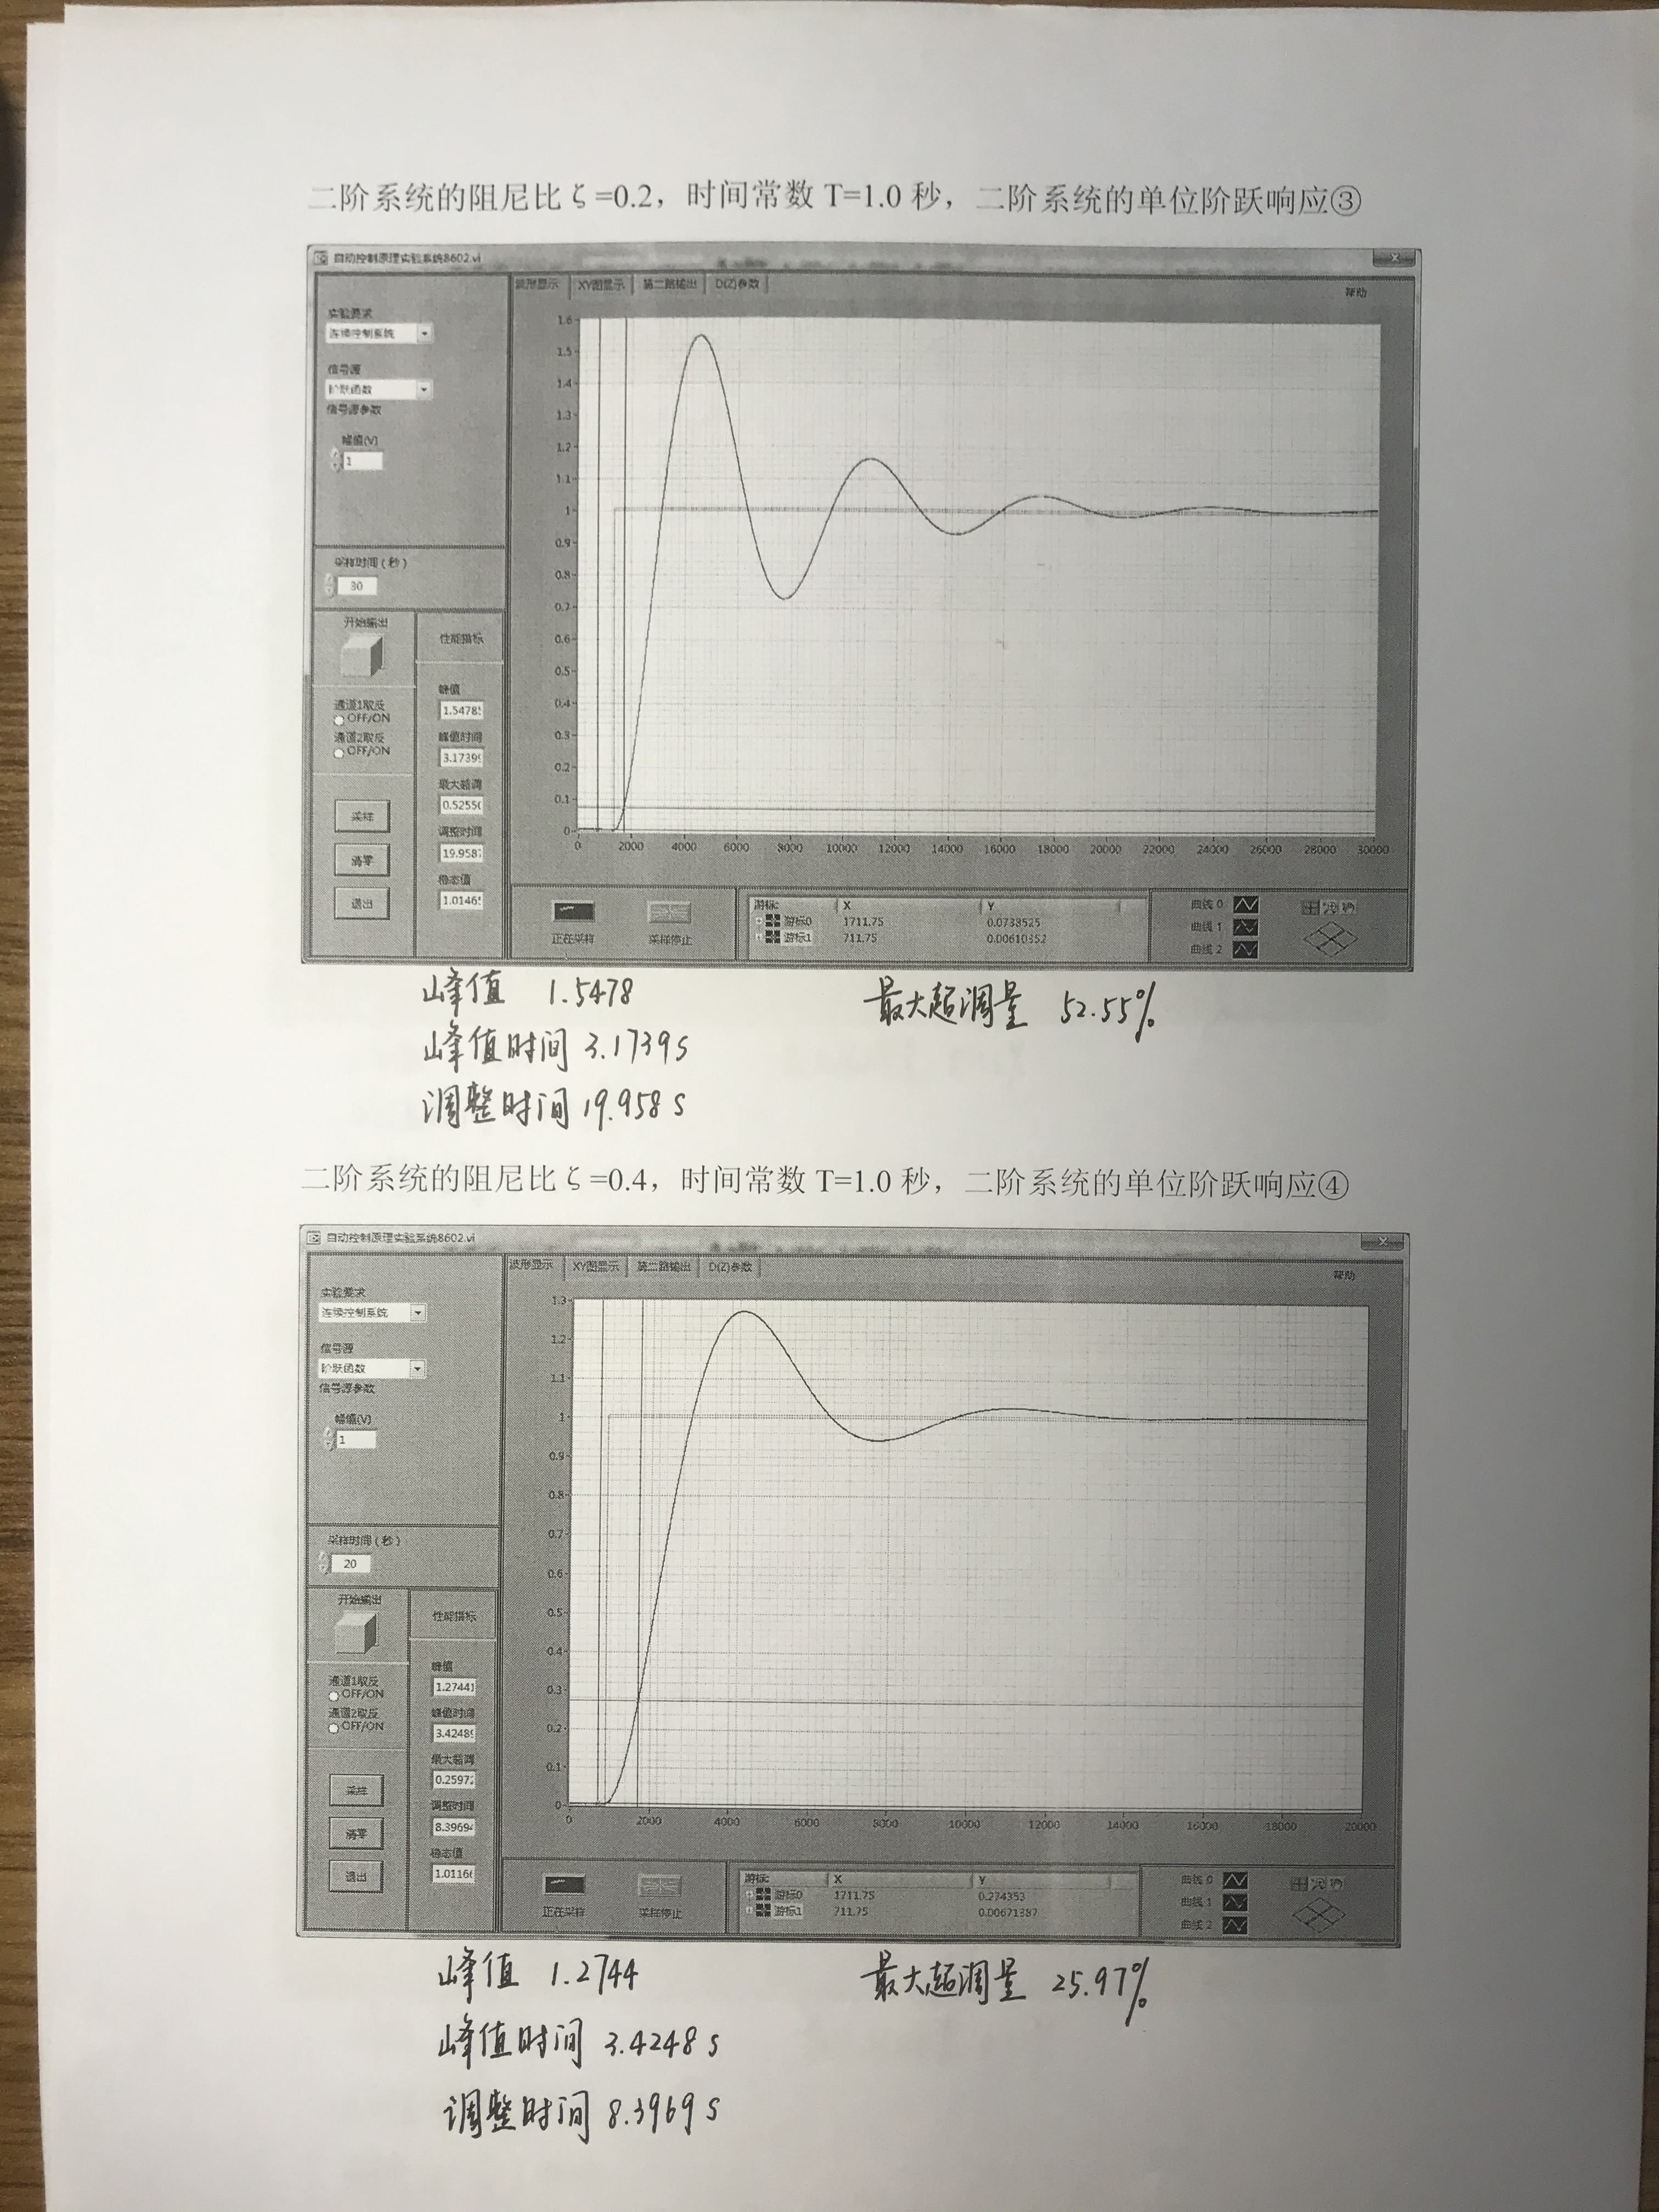 二阶系统的阻尼比ζ=0.2，时间常数 T=1.0 秒，二阶系统的单位阶跃响应③
自动控制原理实验系统8602.vi
波形显示 XY图显示 第二路输出 D(Z)参数
帮助
实验要求
连续控制系统
信号源
阶跃函数
信号源参数
幅值(V)
1
采样时间(秒)
30
开始输出
性能指标
通道1取反
OFF/ON
通道2取反
OFF/ON
采样
清零
退出
峰值
1.5478
峰值时间
3.1739
最大超调
0.5255
调整时间
19.958
稳态值
1.0146
1.6
1.5
1.4
1.3
1.2
1.1
1
0.9
0.8
0.7
0.6
0.5
0.4
0.3
0.2
0.1
0
0 2000 4000 6000 8000 10000 12000 14000 16000 18000 20000 22000 24000 26000 28000 30000
正在采样 采样停止
游标: X Y
游标0 1711.75 0.0738525
游标1 711.75 0.00610352
曲线 0
曲线 1
曲线 2
峰值 1.5478 最大超调量 52.55%
峰值时间 3.1739s
调整时间 19.958 s
二阶系统的阻尼比ζ=0.4，时间常数 T=1.0 秒，二阶系统的单位阶跃响应④
自动控制原理实验系统8602.vi
波形显示 XY图显示 第二路输出 D(Z)参数
帮助
实验要求
连续控制系统
信号源
阶跃函数
信号源参数
幅值(V)
1
采样时间(秒)
20
开始输出
性能指标
通道1取反
OFF/ON
通道2取反
OFF/ON
采样
清零
退出
峰值
1.27441
峰值时间
3.4248
最大超调
0.2597
调整时间
8.3969
稳态值
1.0116
1.3
1.2
1.1
1
0.9
0.8
0.7
0.6
0.5
0.4
0.3
0.2
0.1
0
0 2000 4000 6000 8000 10000 12000 14000 16000 18000 20000
正在采样 采样停止
游标: X Y
游标0 1711.75 0.274353
游标1 711.75 0.00671387
曲线 0
曲线 1
曲线 2
峰值 1.2744 最大超调量 25.97%
峰值时间 3.4248 s
调整时间 8.3969 s